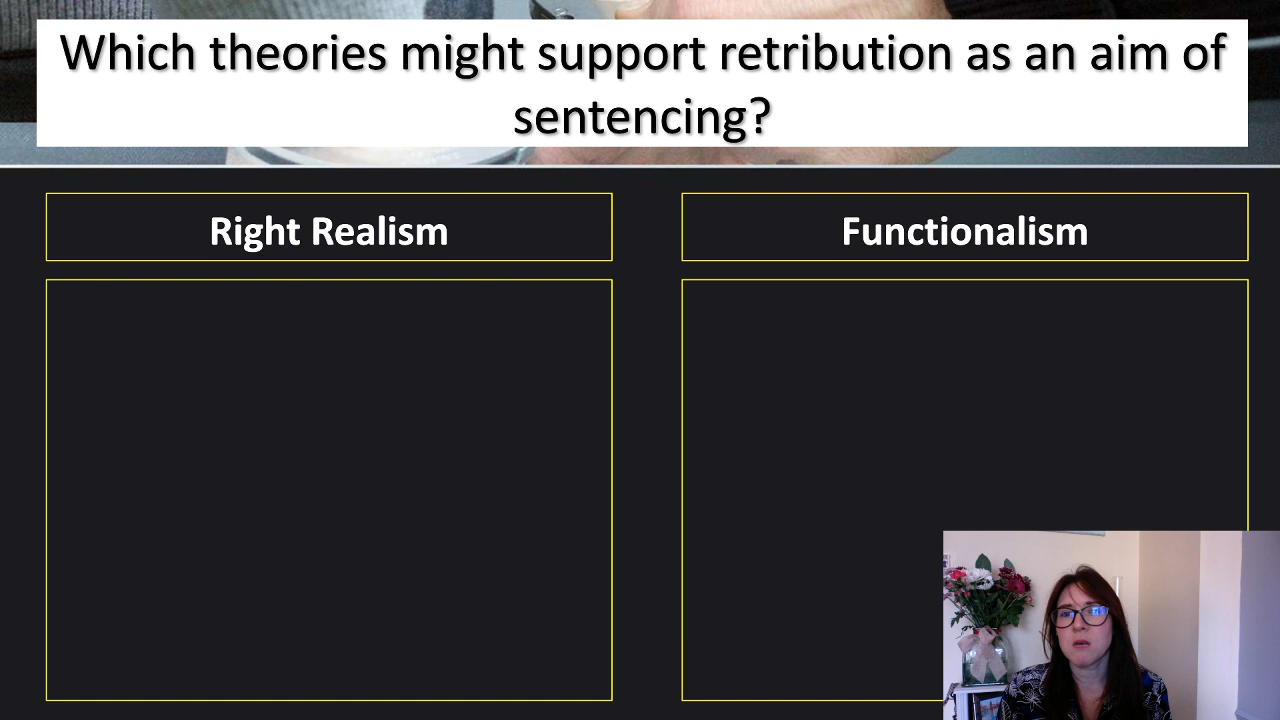 Which theories might support retribution as an aim of
sentencing?
Right Realism
Functionalism